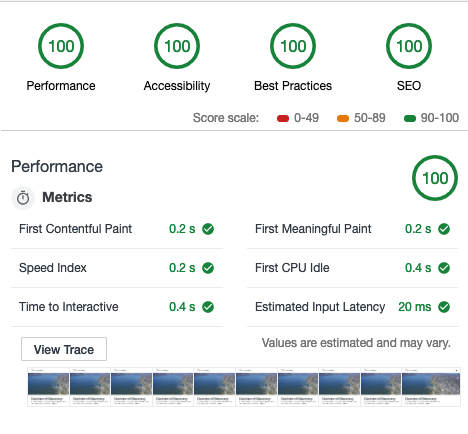 100 100 100 100
Performance Accessibility Best Practices SEO
Score scale: 0-49 50-89 90-100
Performance 100
Metrics
First Contentful Paint 0.2 s First Meaningful Paint 0.2 s
Speed Index 0.2 s First CPU Idle 0.4 s
Time to Interactive 0.4 s Estimated Input Latency 20 ms
View Trace Values are estimated and may vary.